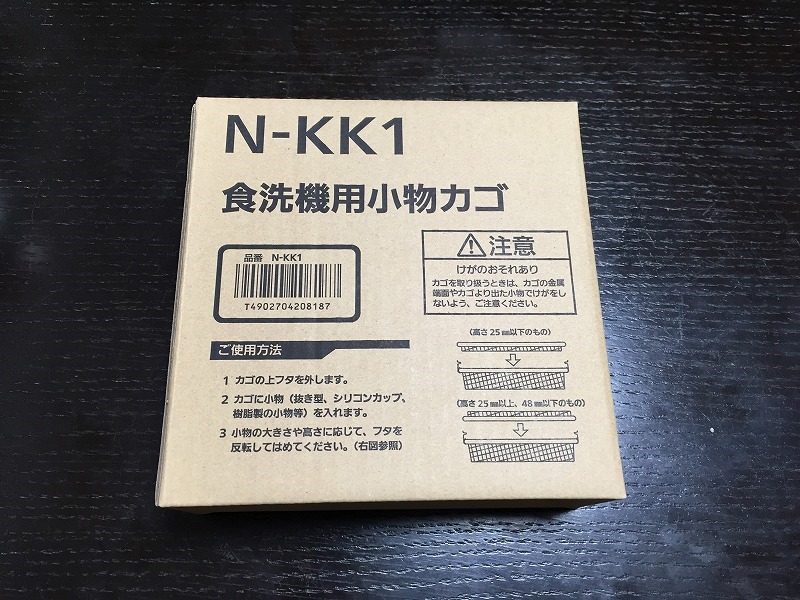 N-KK1
食洗機用小物カゴ
品番 N-KK1
T4902704208187
⚠注意
けがのおそれあり
カゴを取り扱うときは、カゴの金属
端面やカゴより出た小物でけがをし
ないよう、ご注意ください。
ご使用方法
1 カゴの上フタを外します。
2 カゴに小物（抜き型、シリコンカップ、
樹脂製の小物等）を入れます。
3 小物の大きさや高さに応じて、フタを
反転してはめてください。（右図参照）
（高さ25㎜以下のもの）
（高さ25㎜以上、48㎜以下のもの）